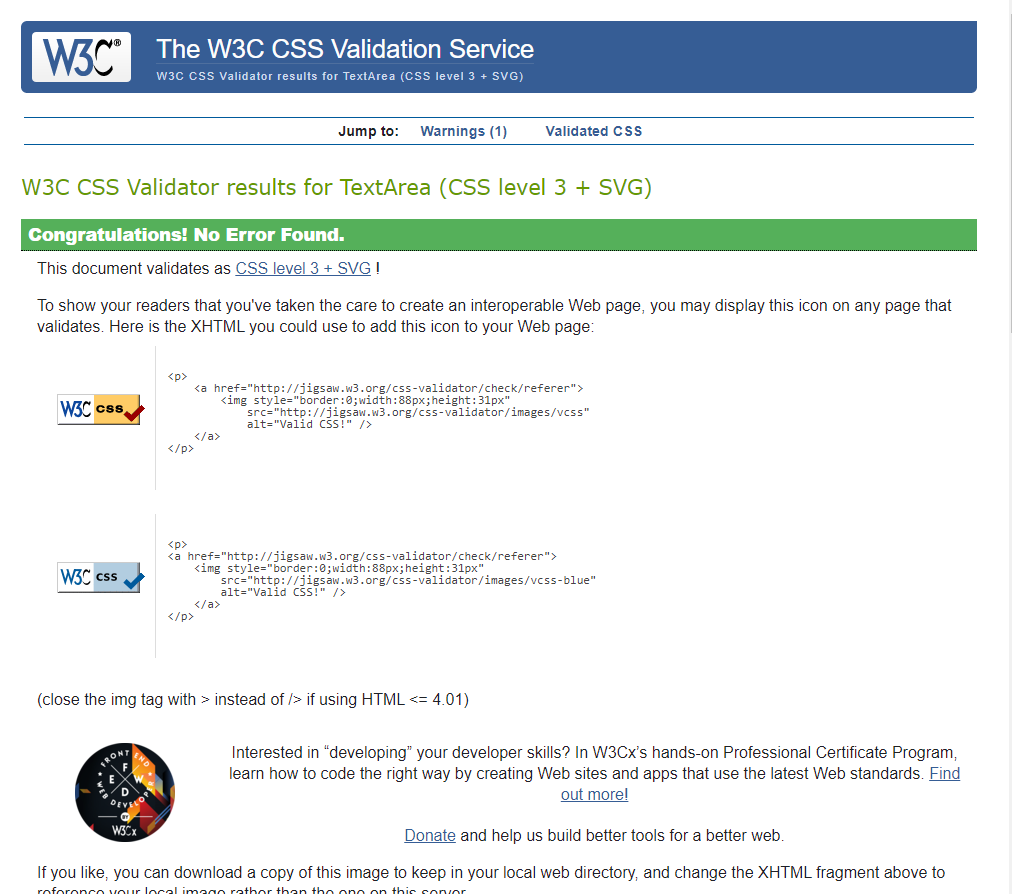 W3C®
The W3C CSS Validation Service
W3C CSS Validator results for TextArea (CSS level 3 + SVG)
Jump to: Warnings (1) Validated CSS
W3C CSS Validator results for TextArea (CSS level 3 + SVG)
Congratulations! No Error Found.
This document validates as CSS level 3 + SVG !
To show your readers that you've taken the care to create an interoperable Web page, you may display this icon on any page that
validates. Here is the XHTML you could use to add this icon to your Web page:
W3C css
<p>
<a href="http://jigsaw.w3.org/css-validator/check/referer">
<img style="border:0;width:88px;height:31px"
src="http://jigsaw.w3.org/css-validator/images/vcss"
alt="Valid CSS!" />
</a>
</p>
W3C css
<p>
<a href="http://jigsaw.w3.org/css-validator/check/referer">
<img style="border:0;width:88px;height:31px"
src="http://jigsaw.w3.org/css-validator/images/vcss-blue"
alt="Valid CSS!" />
</a>
</p>
(close the img tag with > instead of /> if using HTML <= 4.01)
FRONT END
WEB DEVELOPER
F
E W
D
BY
W3Cx
Interested in “developing” your developer skills? In W3Cx’s hands-on Professional Certificate Program,
learn how to code the right way by creating Web sites and apps that use the latest Web standards. Find
out more!
Donate and help us build better tools for a better web.
If you like, you can download a copy of this image to keep in your local web directory, and change the XHTML fragment above to
reference your local image rather than the one on this server.